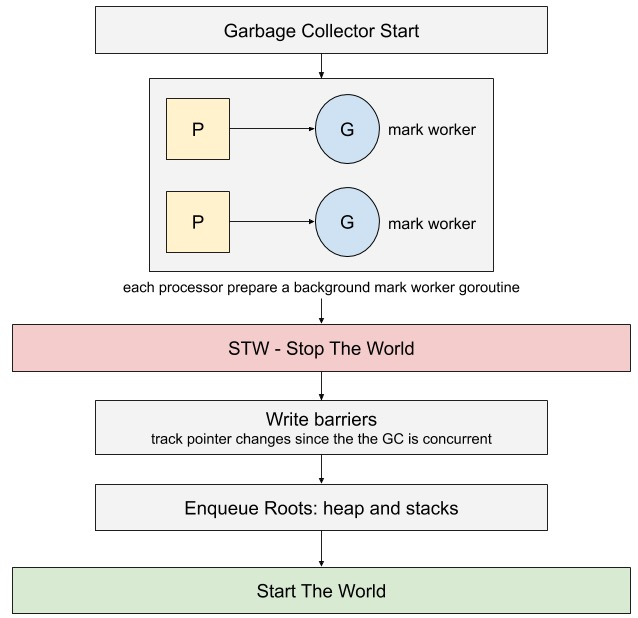 Garbage Collector Start
P
G
mark worker
P
G
mark worker
each processor prepare a background mark worker goroutine
STW - Stop The World
Write barriers
track pointer changes since the the GC is concurrent
Enqueue Roots: heap and stacks
Start The World